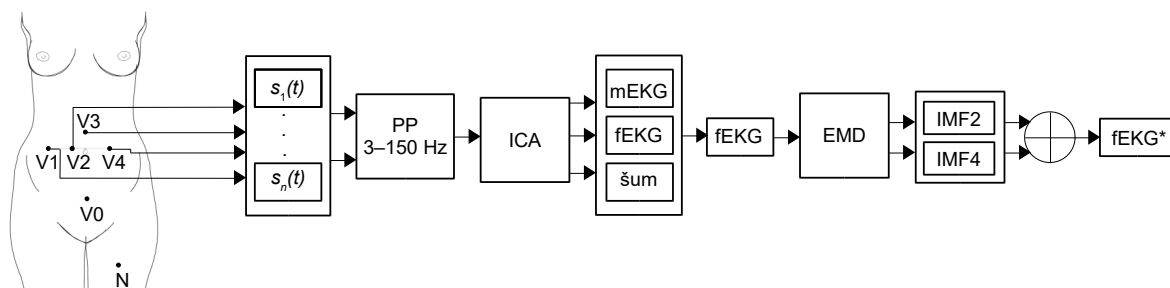 V3
V1
V2
V4
V0
N
s1(t)
.
.
.
sn(t)
PP
3–150 Hz
ICA
mEKG
fEKG
šum
fEKG
EMD
IMF2
IMF4
fEKG*